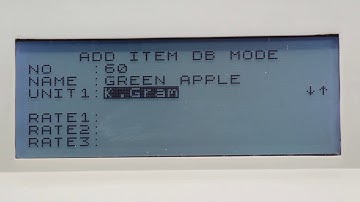 ADD ITEM DB MODE
NO :60
NAME :GREEN APPLE
UNIT1:k.Gram ↓↑
RATE1:
RATE2:
RATE3: